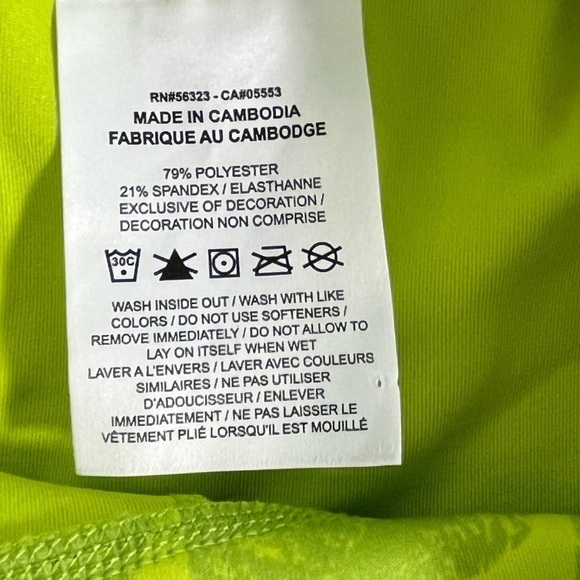 RN#56323 - CA#05553
MADE IN CAMBODIA
FABRIQUE AU CAMBODGE
79% POLYESTER
21% SPANDEX / ELASTHANNE
EXCLUSIVE OF DECORATION /
DECORATION NON COMPRISE
30C
WASH INSIDE OUT / WASH WITH LIKE
COLORS / DO NOT USE SOFTENERS /
REMOVE IMMEDIATELY / DO NOT ALLOW TO
LAY ON ITSELF WHEN WET
LAVER A L'ENVERS / LAVER AVEC COULEURS
SIMILAIRES / NE PAS UTILISER
D'ADOUCISSEUR / ENLEVER
IMMEDIATEMENT / NE PAS LAISSER LE
VÊTEMENT PLIÉ LORSQU'IL EST MOUILLÉ